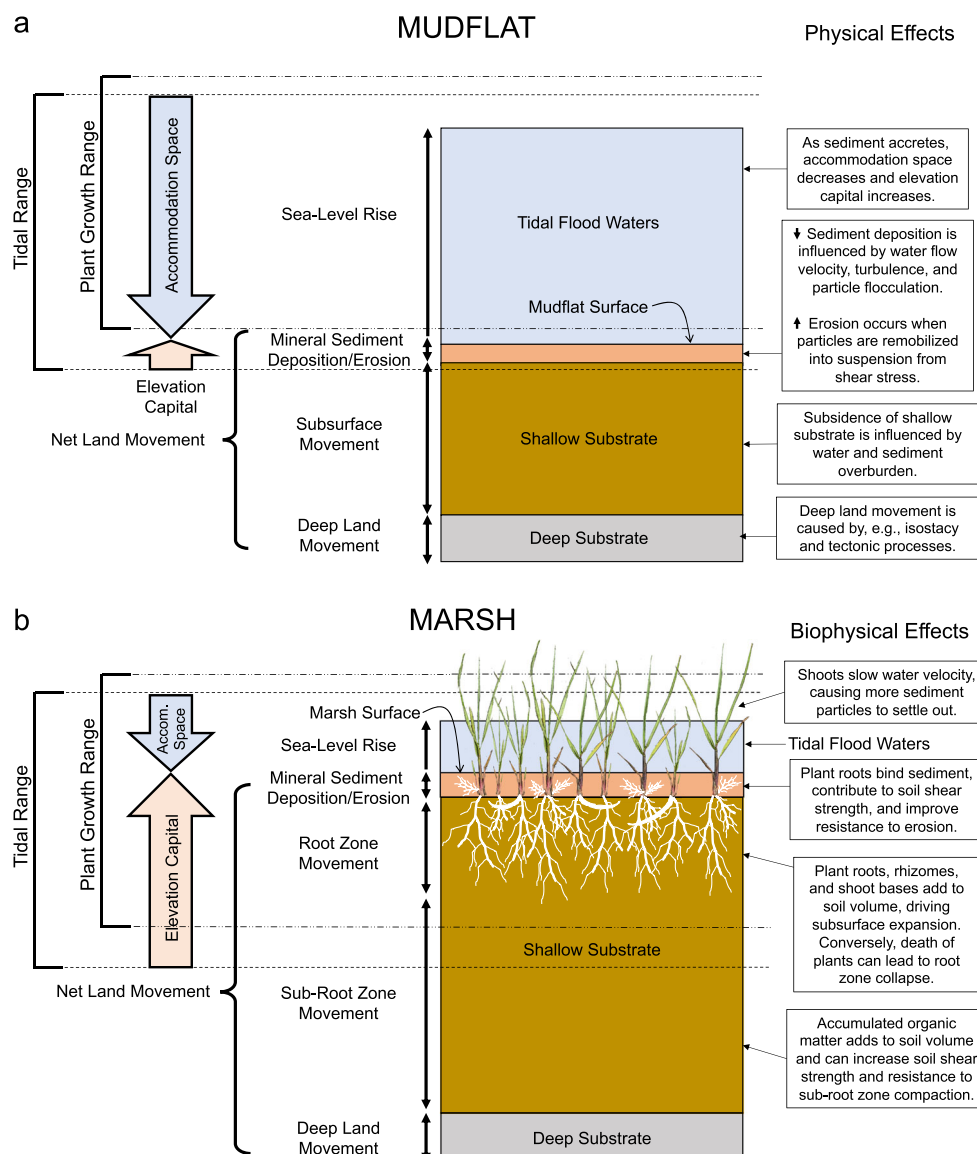 a
MUDFLAT
Physical Effects
Tidal Range
Plant Growth Range
Accommodation Space
Elevation
Capital
Net Land Movement
Sea-Level Rise
Mineral Sediment
Deposition/Erosion
Subsurface
Movement
Deep Land
Movement
Tidal Flood Waters
Mudflat Surface
Shallow Substrate
Deep Substrate
As sediment accretes,
accommodation space
decreases and elevation
capital increases.
Sediment deposition is
influenced by water flow
velocity, turbulence, and
particle flocculation.
Erosion occurs when
particles are remobilized
into suspension from
shear stress.
Subsidence of shallow
substrate is influenced by
water and sediment
overburden.
Deep land movement is
caused by, e.g., isostacy
and tectonic processes.
b
MARSH
Biophysical Effects
Tidal Range
Plant Growth Range
Accom.
Space
Elevation Capital
Net Land Movement
Marsh Surface
Sea-Level Rise
Mineral Sediment
Deposition/Erosion
Root Zone
Movement
Sub-Root Zone
Movement
Deep Land
Movement
Shallow Substrate
Deep Substrate
Shoots slow water velocity,
causing more sediment
particles to settle out.
Tidal Flood Waters
Plant roots bind sediment,
contribute to soil shear
strength, and improve
resistance to erosion.
Plant roots, rhizomes,
and shoot bases add to
soil volume, driving
subsurface expansion.
Conversely, death of
plants can lead to root
zone collapse.
Accumulated organic
matter adds to soil volume
and can increase soil shear
strength and resistance to
sub-root zone compaction.